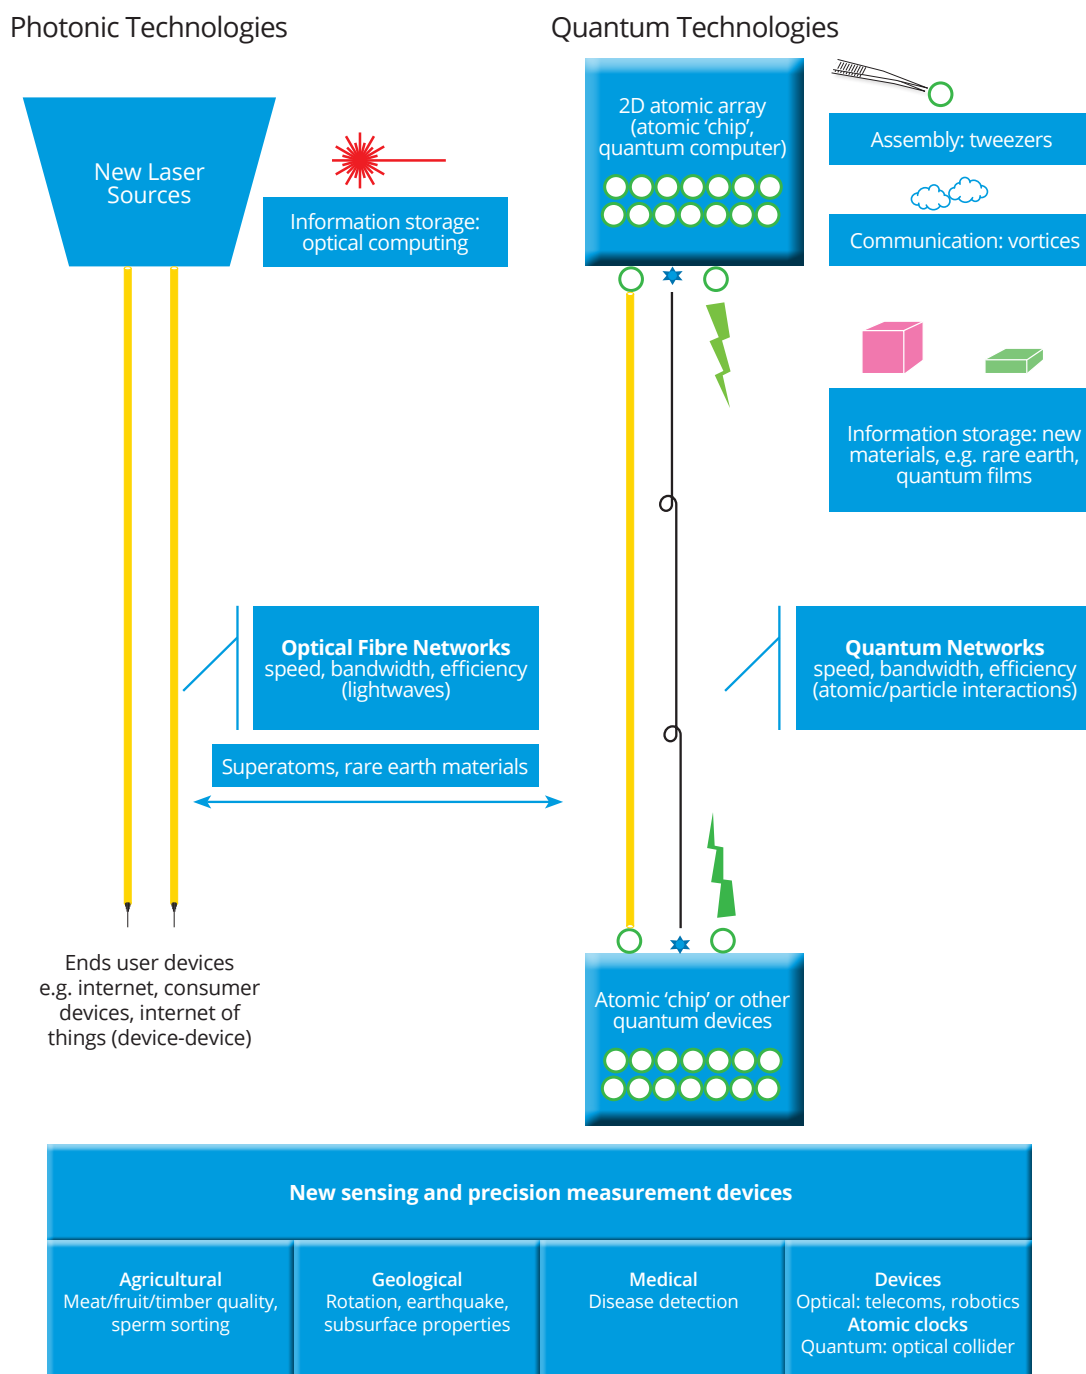 Photonic Technologies
Quantum Technologies
New Laser
Sources
Information storage:
optical computing
2D atomic array
(atomic ‘chip’,
quantum computer)
Assembly: tweezers
Communication: vortices
Information storage: new
materials, e.g. rare earth,
quantum films
Optical Fibre Networks
speed, bandwidth, efficiency
(lightwaves)
Quantum Networks
speed, bandwidth, efficiency
(atomic/particle interactions)
Superatoms, rare earth materials
Ends user devices
e.g. internet, consumer
devices, internet of
things (device-device)
Atomic ‘chip’ or other
quantum devices
New sensing and precision measurement devices
Agricultural
Meat/fruit/timber quality,
sperm sorting
Geological
Rotation, earthquake,
subsurface properties
Medical
Disease detection
Devices
Optical: telecoms, robotics
Atomic clocks
Quantum: optical collider